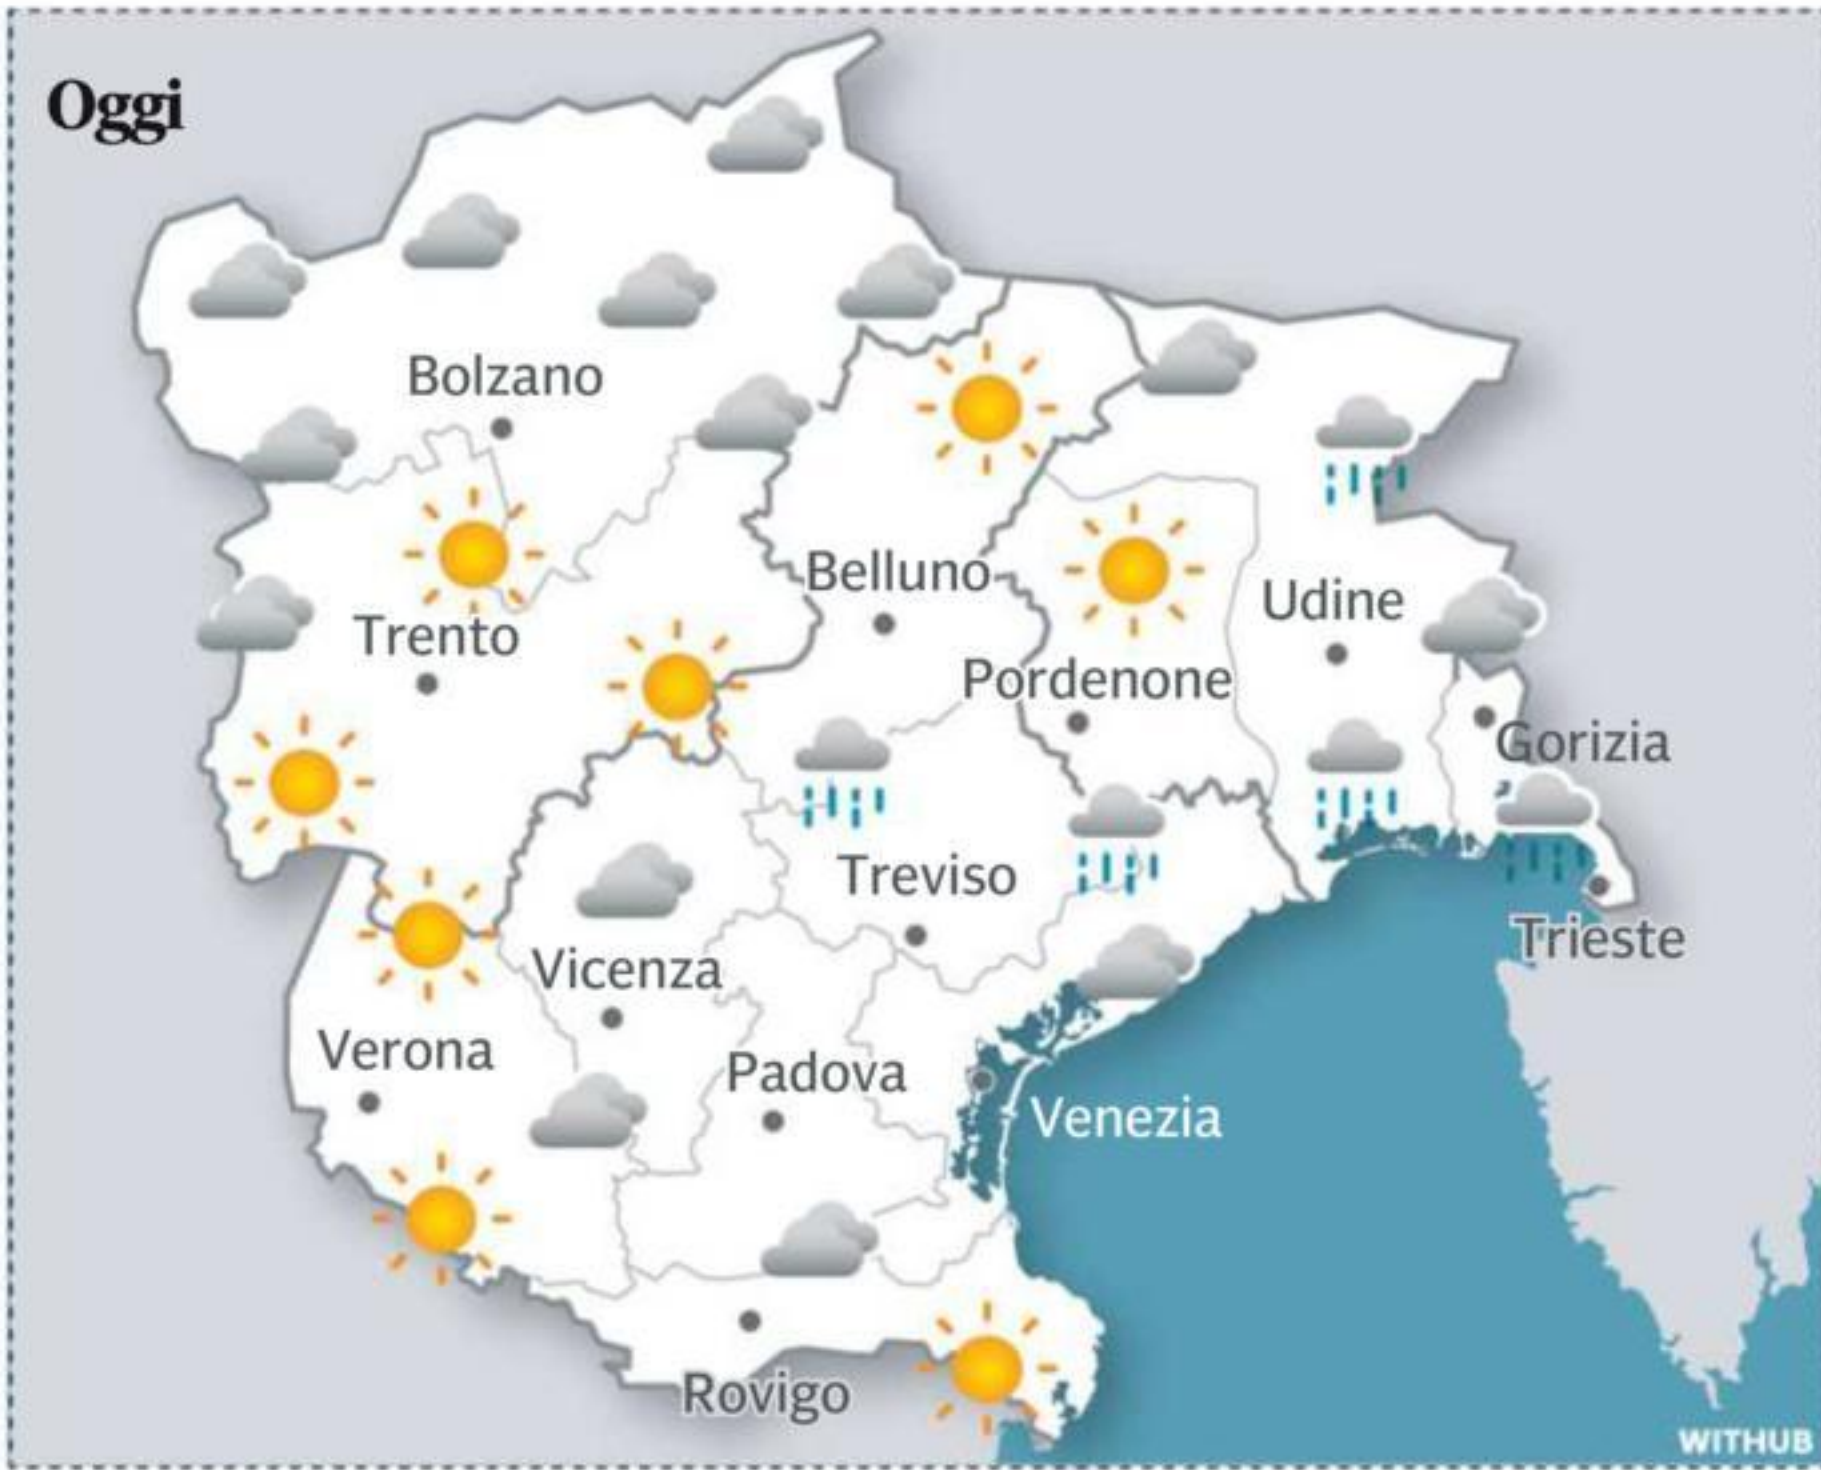 Oggi
Bolzano
Belluno
Udine
Trento
Pordenone
Gorizia
Treviso
Trieste
Vicenza
Verona
Padova
Venezia
Rovigo
WITHUB